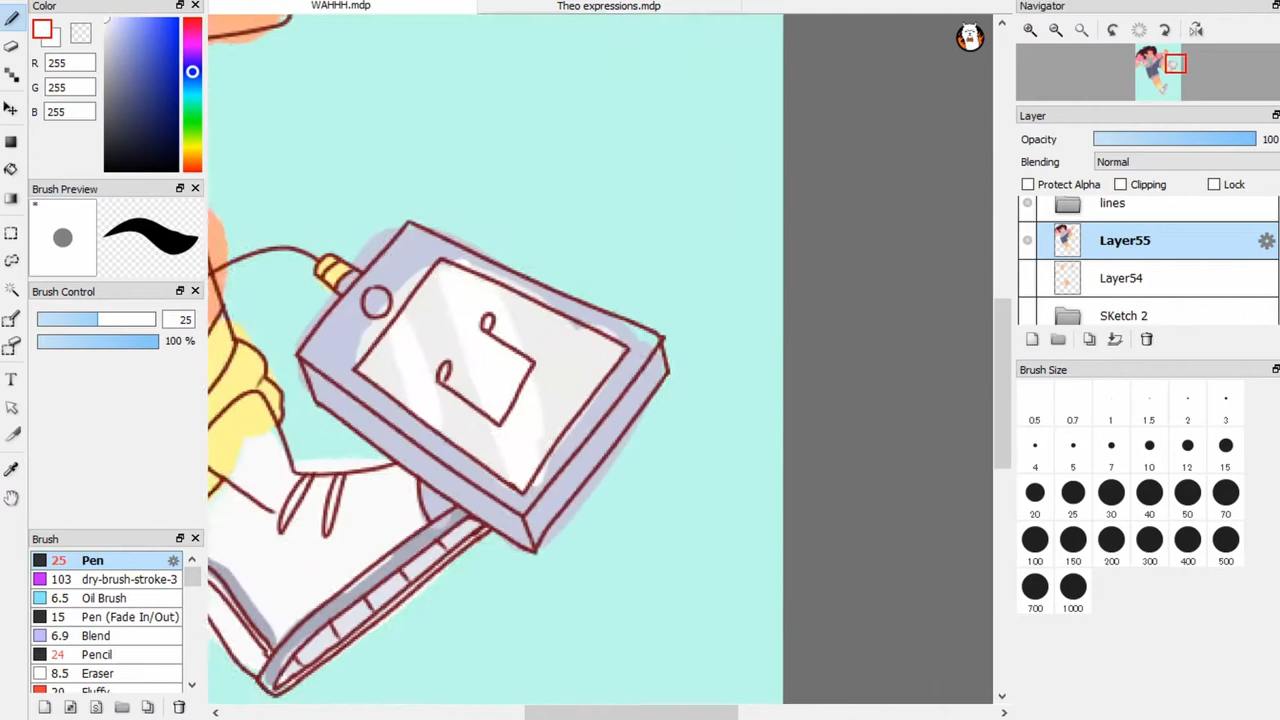 Color
WAHHH.mdp
Theo expressions.mdp
Navigator
R 255
G 255
B 255
Layer
Opacity 100
Blending Normal
Brush Preview
Protect Alpha Clipping Lock
lines
Layer55
Layer54
SKetch 2
Brush Control
25
100 %
Brush Size
0.5 0.7 1 1.5 2 3
4 5 7 10 12 15
20 25 30 40 50 70
100 150 200 300 400 500
700 1000
Brush
25 Pen
103 dry-brush-stroke-3
6.5 Oil Brush
15 Pen (Fade In/Out)
6.9 Blend
24 Pencil
8.5 Eraser
20 Fluffy